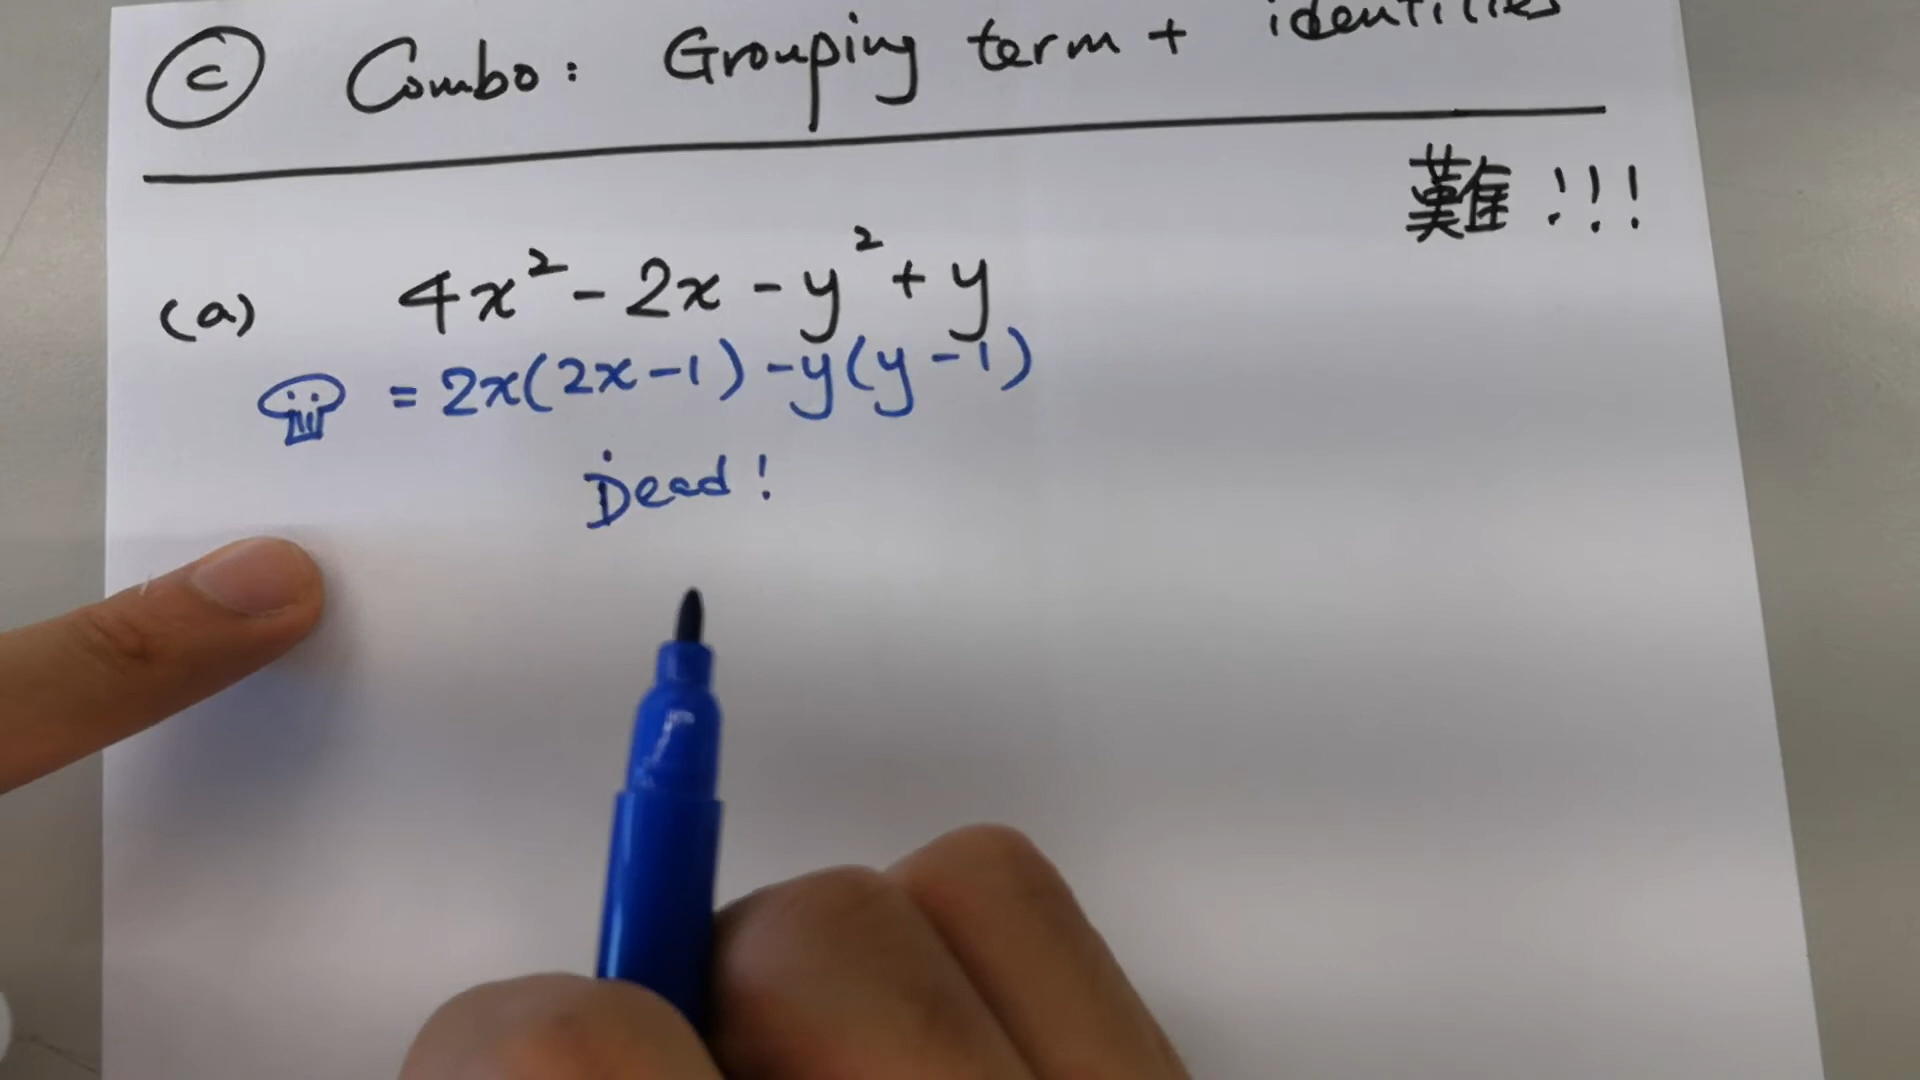 © Combo: Grouping term + identities
難!!!
(a) 4x² - 2x - y² + y
= 2x(2x-1) - y(y-1)
Dead!